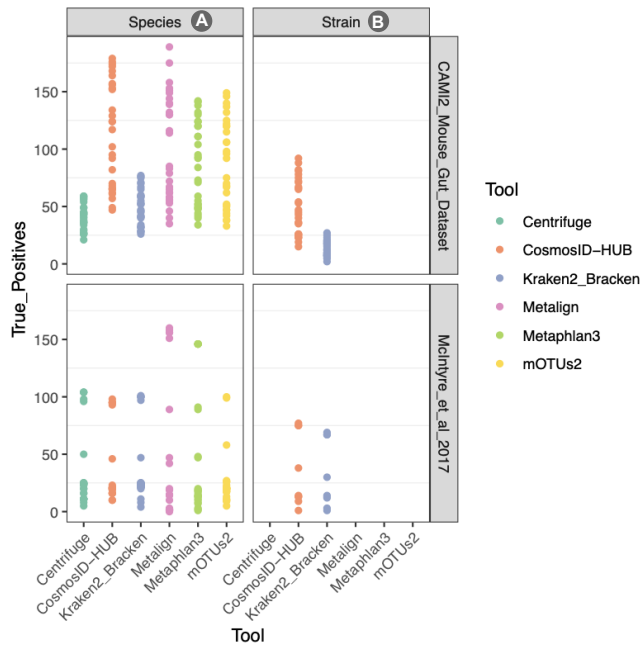 Species A
Strain B
True_Positives
150
100
50
0
CAMI2_Mouse_Gut_Dataset
150
100
50
0
McIntyre_et_al_2017
Centrifuge
CosmosID-HUB
Kraken2_Bracken
Metalign
Metaphlan3
mOTUs2
Centrifuge
CosmosID-HUB
Kraken2_Bracken
Metalign
Metaphlan3
mOTUs2
Tool
Tool
Centrifuge
CosmosID-HUB
Kraken2_Bracken
Metalign
Metaphlan3
mOTUs2